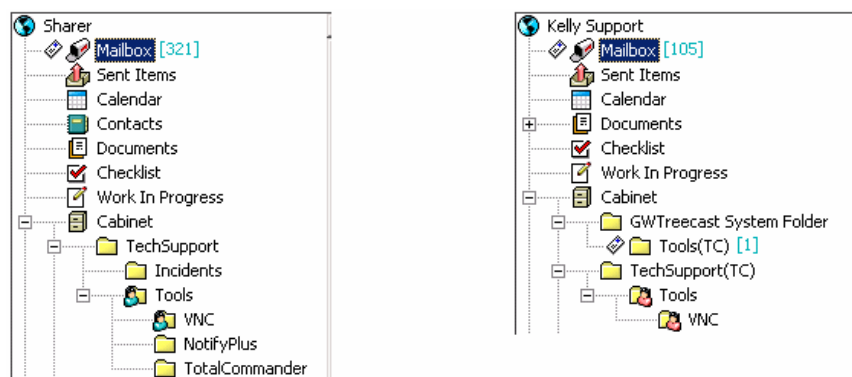 Sharer
Mailbox [321]
Sent Items
Calendar
Contacts
Documents
Checklist
Work In Progress
Cabinet
TechSupport
Incidents
Tools
VNC
NotifyPlus
TotalCommander
Kelly Support
Mailbox [105]
Sent Items
Calendar
Documents
Checklist
Work In Progress
Cabinet
GWTreecast System Folder
Tools(TC) [1]
TechSupport(TC)
Tools
VNC